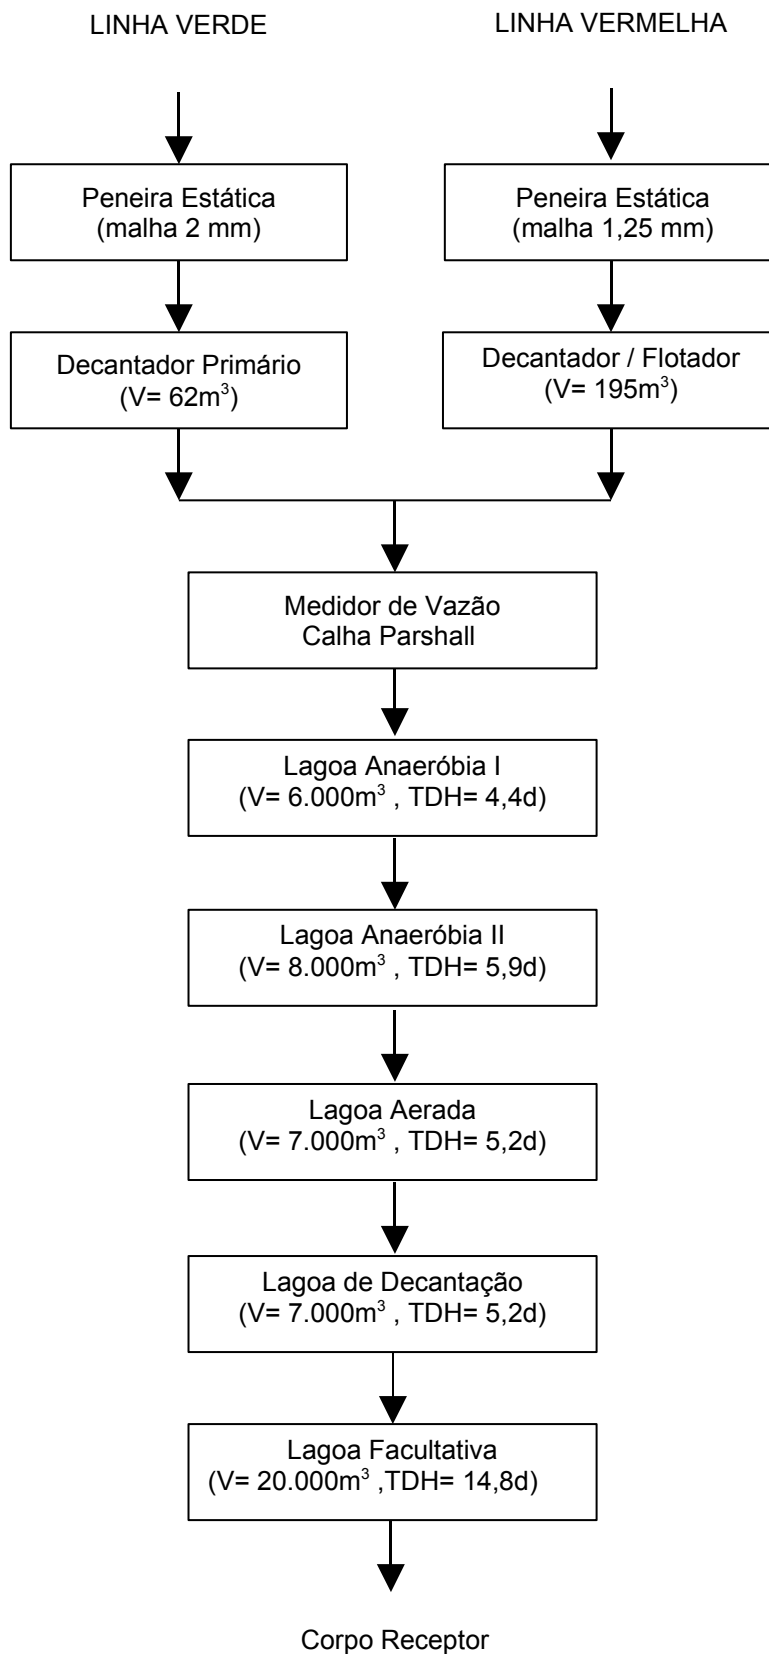 LINHA VERDE
LINHA VERMELHA
Peneira Estática
(malha 2 mm)
Peneira Estática
(malha 1,25 mm)
Decantador Primário
(V= 62m³)
Decantador / Flotador
(V= 195m³)
Medidor de Vazão
Calha Parshall
Lagoa Anaeróbia I
(V= 6.000m³ , TDH= 4,4d)
Lagoa Anaeróbia II
(V= 8.000m³ , TDH= 5,9d)
Lagoa Aerada
(V= 7.000m³ , TDH= 5,2d)
Lagoa de Decantação
(V= 7.000m³ , TDH= 5,2d)
Lagoa Facultativa
(V= 20.000m³ ,TDH= 14,8d)
Corpo Receptor